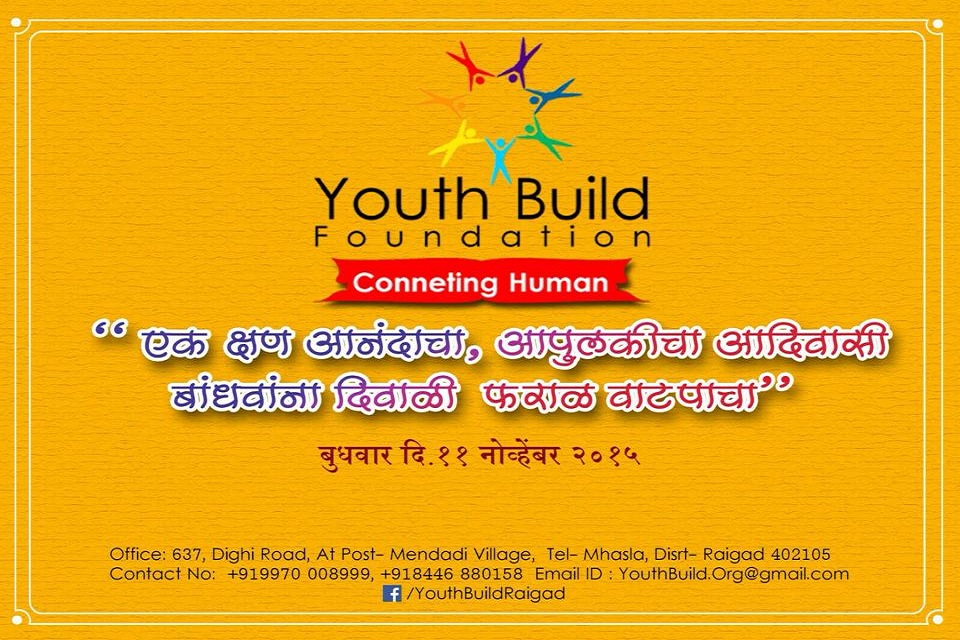 Youth Build
Foundation
Conneting Human
“ एक क्षण आनंदाचा, आपुलकीचा आदिवासी
बांधवांना दिवाळी फराळ वाटपाचा”
बुधवार दि.११ नोव्हेंबर २०१५
Office: 637, Dighi Road, At Post- Mendadi Village, Tel- Mhasla, Disrt- Raigad 402105
Contact No: +919970 008999, +918446 880158 Email ID : YouthBuild.Org@gmail.com
f /YouthBuildRaigad